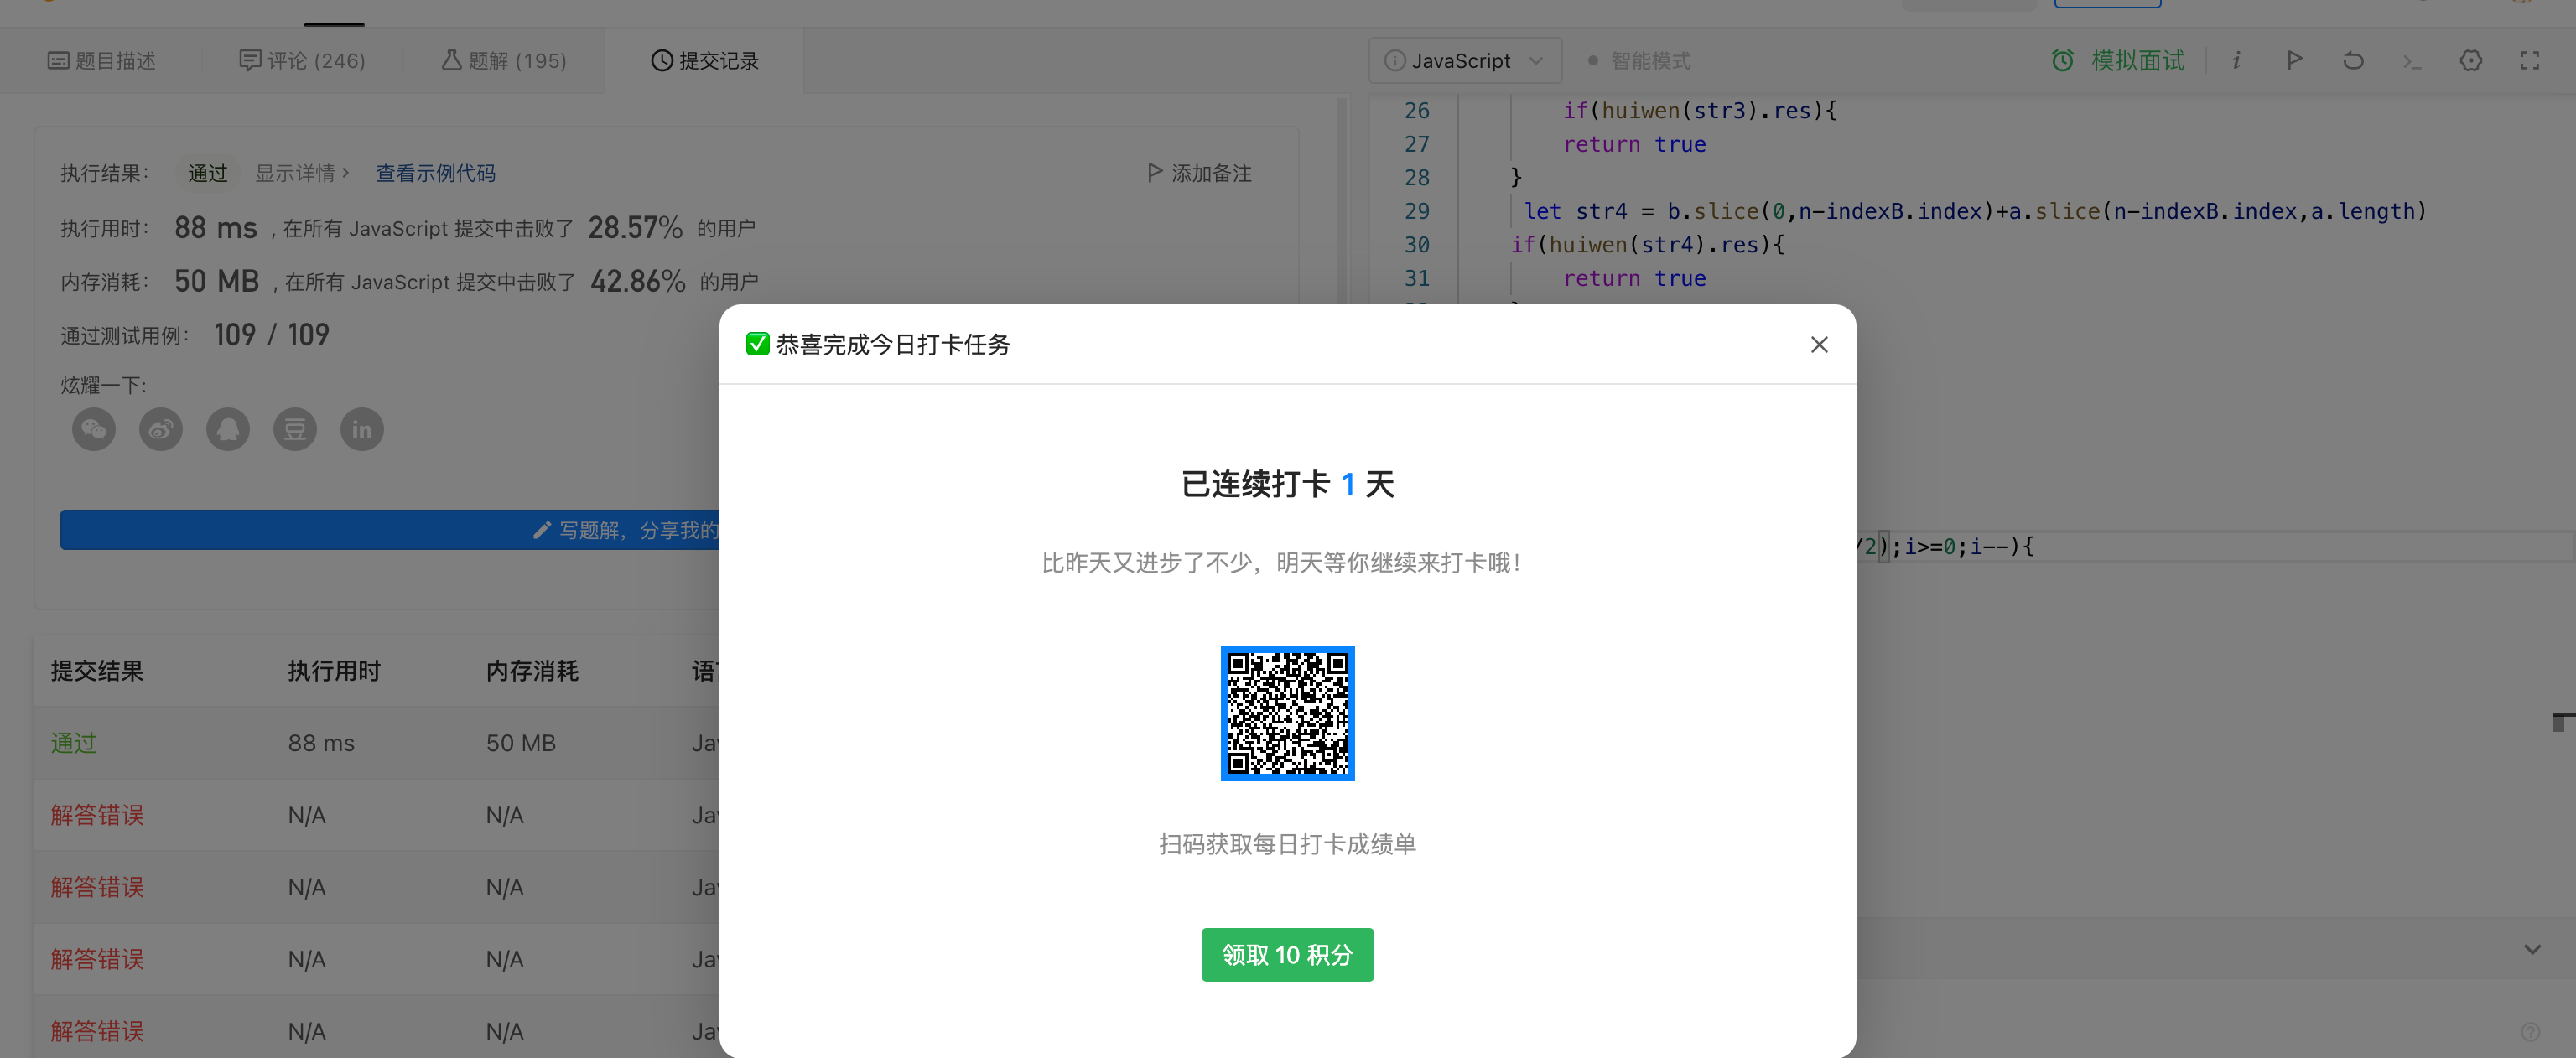 题目描述
评论 (246)
题解 (195)
提交记录
JavaScript
智能模式
模拟面试
执行结果:
通过
显示详情 >
查看示例代码
添加备注
执行用时: 88 ms , 在所有 JavaScript 提交中击败了 28.57% 的用户
内存消耗: 50 MB , 在所有 JavaScript 提交中击败了 42.86% 的用户
通过测试用例: 109 / 109
炫耀一下:
写题解, 分享我的
提交结果 执行用时 内存消耗
通过 88 ms 50 MB
解答错误 N/A N/A
解答错误 N/A N/A
解答错误 N/A N/A
解答错误 N/A N/A
26 if(huiwen(str3).res){
27 return true
28 }
29 let str4 = b.slice(0,n-indexB.index)+a.slice(n-indexB.index,a.length)
30 if(huiwen(str4).res){
31 return true
/2);i>=0;i--){
恭喜完成今日打卡任务
已连续打卡 1 天
比昨天又进步了不少，明天等你继续来打卡哦！
扫码获取每日打卡成绩单
领取 10 积分